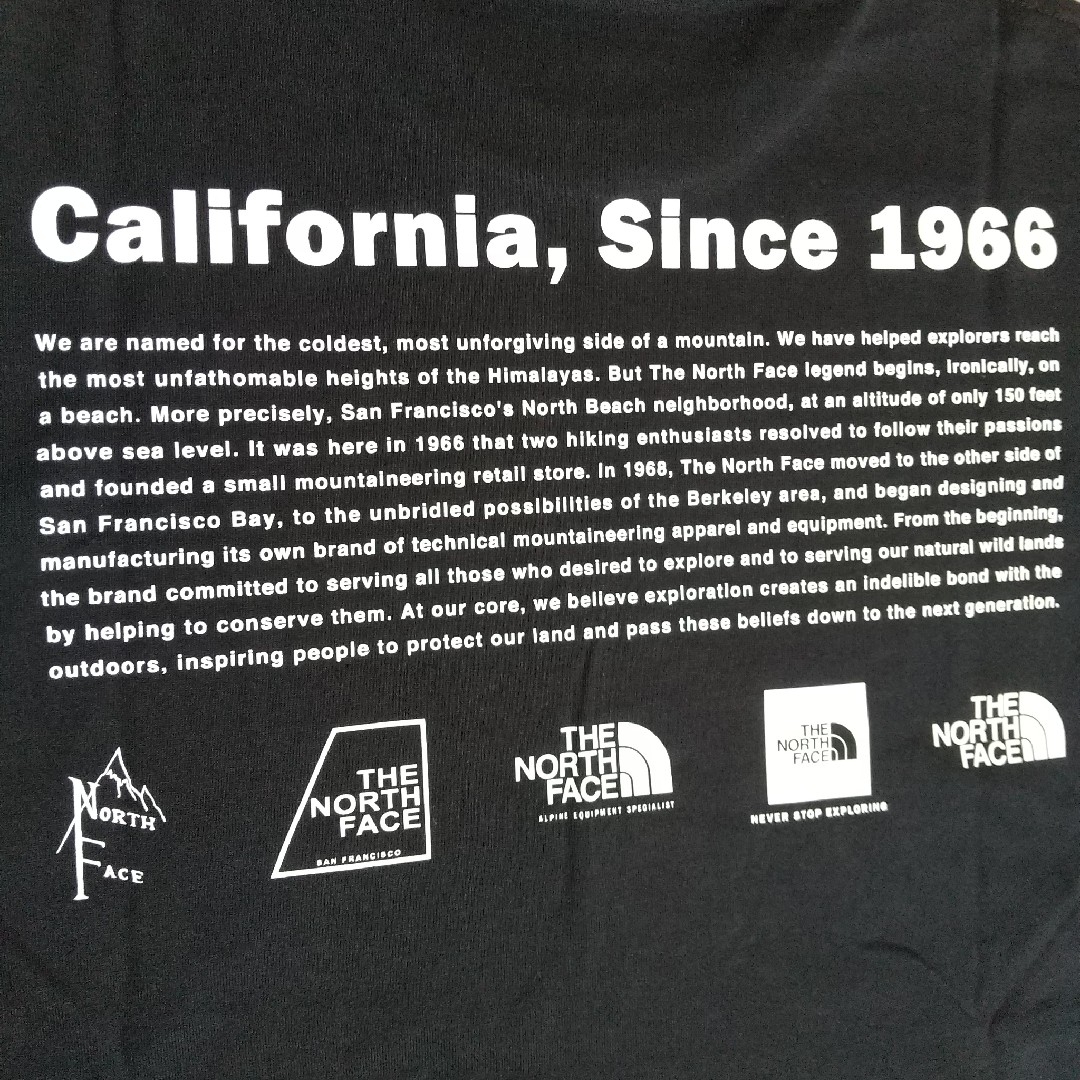 California, Since 1966
We are named for the coldest, most unforgiving side of a mountain. We have helped explorers reach
the most unfathomable heights of the Himalayas. But The North Face legend begins, ironically, on
a beach. More precisely, San Francisco's North Beach neighborhood, at an altitude of only 150 feet
above sea level. It was here in 1966 that two hiking enthusiasts resolved to follow their passions
and founded a small mountaineering retail store. In 1968, The North Face moved to the other side of
San Francisco Bay, to the unbridled possibilities of the Berkeley area, and began designing and
manufacturing its own brand of technical mountaineering apparel and equipment. From the beginning,
the brand committed to serving all those who desired to explore and to serving our natural wild lands
by helping to conserve them. At our core, we believe exploration creates an indelible bond with the
outdoors, inspiring people to protect our land and pass these beliefs down to the next generation.
NORTH
FACE
THE
NORTH
FACE
SAN FRANCISCO
THE
NORTH
FACE
ALPINE EQUIPMENT SPECIALIST
THE
NORTH
FACE
NEVER STOP EXPLORING
THE
NORTH
FACE